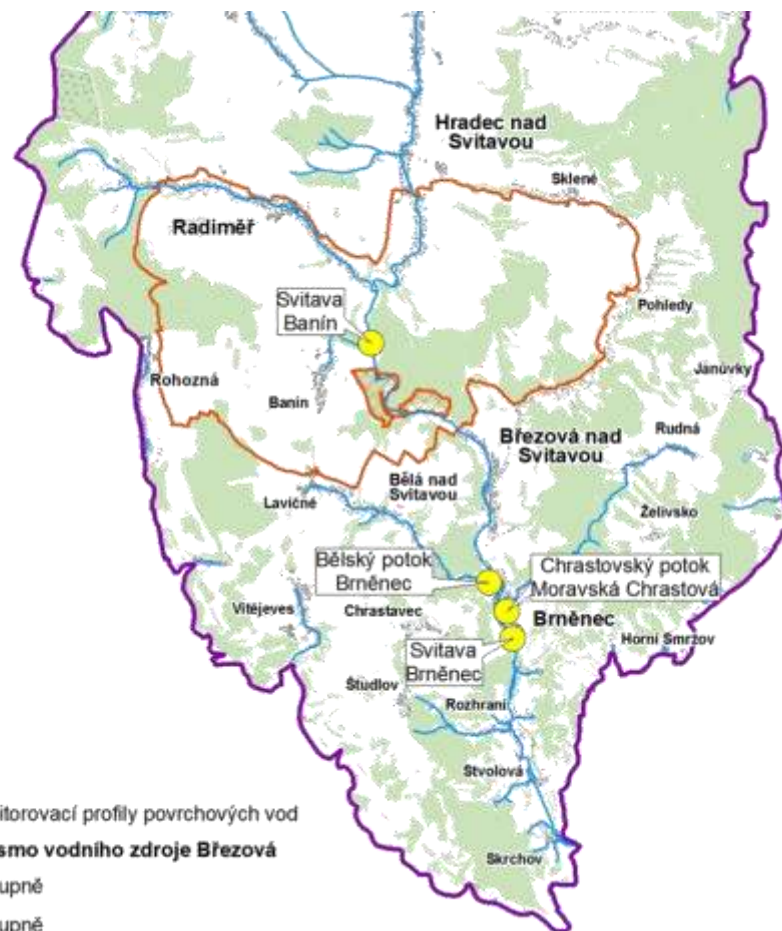 Hradec nad
Svitavou
Sklené
Radiměř
Svitava
Banín
Pohledy
Janůvky
Rohozná
Banín
Březová nad
Svitavou
Rudná
Bělá nad
Svitavou
Lavičné
Želivsko
Bělský potok
Brněnec
Chrastovský potok
Moravská Chrastová
Vítějeves
Chrastavec
Brněnec
Horní Smržov
Svitava
Brněnec
Študlov
Rozhraní
Stvolová
itorovací profily povrchových vod
smo vodního zdroje Březová
Skrchov
upně
upně